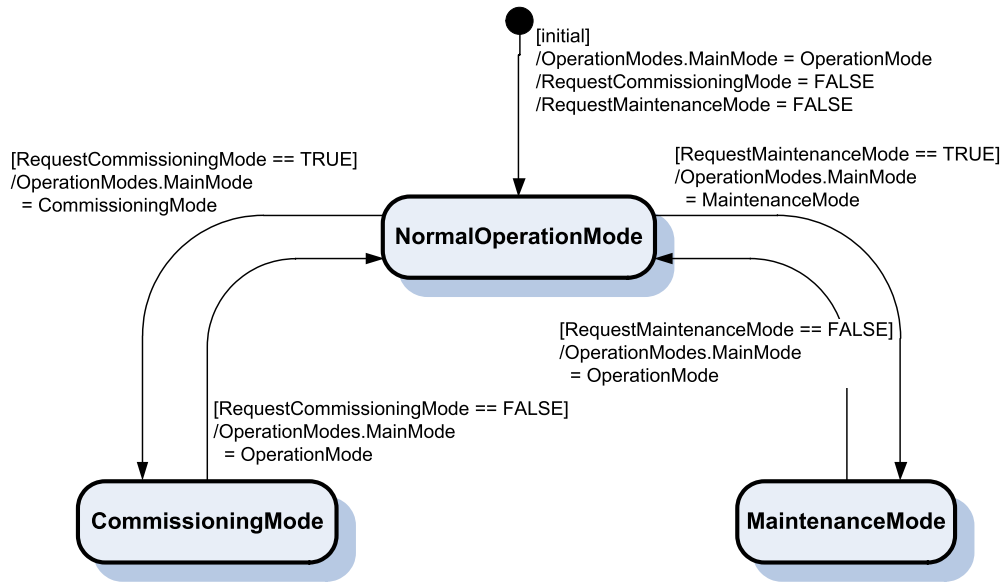 [initial]
/OperationModes.MainMode = OperationMode
/RequestCommissioningMode = FALSE
/RequestMaintenanceMode = FALSE
[RequestCommissioningMode == TRUE]
/OperationModes.MainMode
= CommissioningMode
[RequestMaintenanceMode == TRUE]
/OperationModes.MainMode
= MaintenanceMode
NormalOperationMode
[RequestMaintenanceMode == FALSE]
/OperationModes.MainMode
= OperationMode
[RequestCommissioningMode == FALSE]
/OperationModes.MainMode
= OperationMode
CommissioningMode
MaintenanceMode